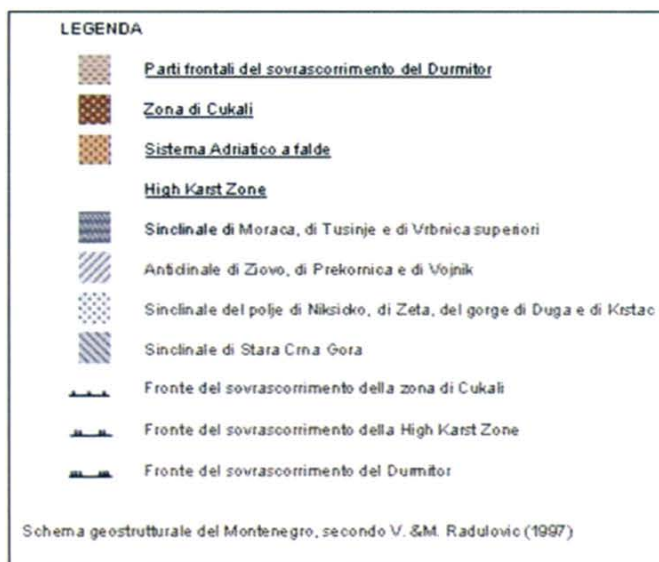 LEGENDA
Parti frontali del sovrascorrimento del Durmitor
Zona di Cukali
Sistema Adriatico a falde
High Karst Zone
Sinclinale di Moraca, di Tusinje e di Vrbnica superiori
Anticlinale di Ziovo, di Prekornica e di Vojnik
Sinclinale del polje di Niksicko, di Zeta, del gorge di Duga e di Krstac
Sinclinale di Stara Crna Gora
Fronte del sovrascorrimento della zona di Cukali
Fronte del sovrascorrimento della High Karst Zone
Fronte del sovrascorrimento del Durmitor
Schema geostrutturale del Montenegro, secondo V. &M. Radulovic (1997)